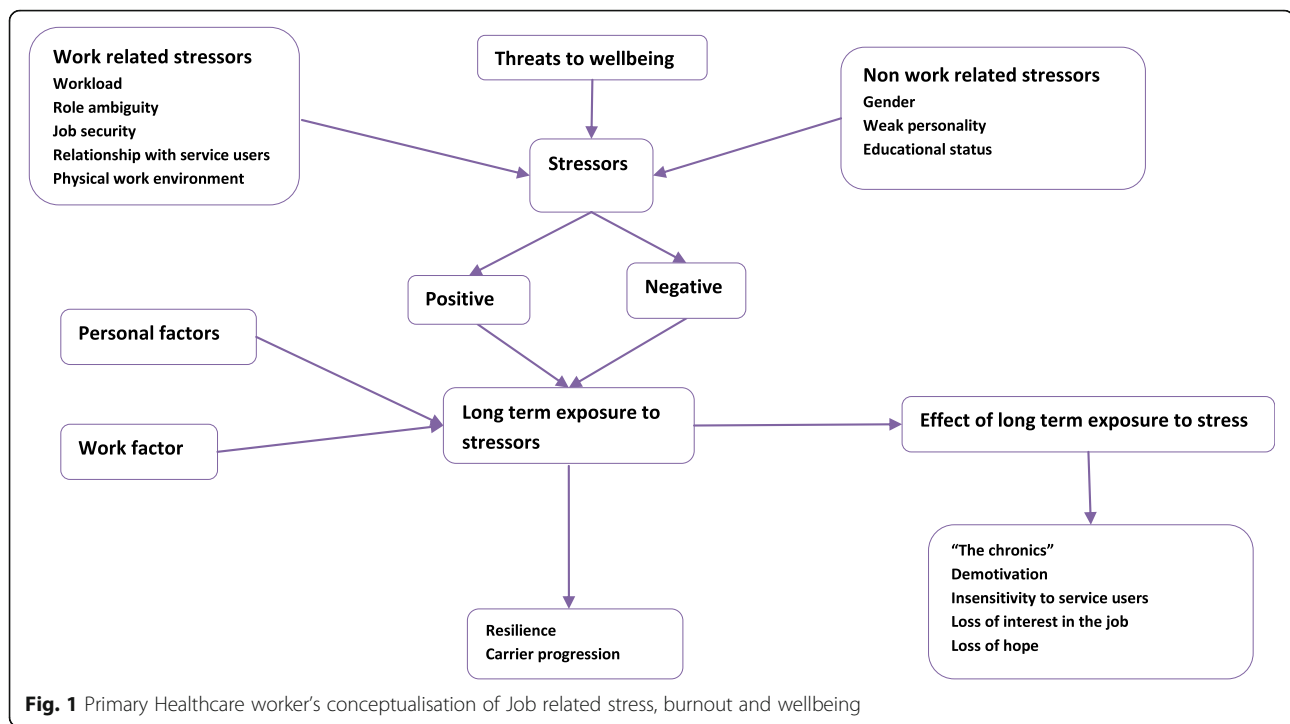 Work related stressors
Workload
Role ambiguity
Job security
Relationship with service users
Physical work environment
Threats to wellbeing
Non work related stressors
Gender
Weak personality
Educational status
Stressors
Positive
Negative
Personal factors
Work factor
Long term exposure to
stressors
Effect of long term exposure to stress
“The chronics”
Demotivation
Insensitivity to service users
Loss of interest in the job
Loss of hope
Resilience
Carrier progression
Fig. 1 Primary Healthcare worker’s conceptualisation of Job related stress, burnout and wellbeing